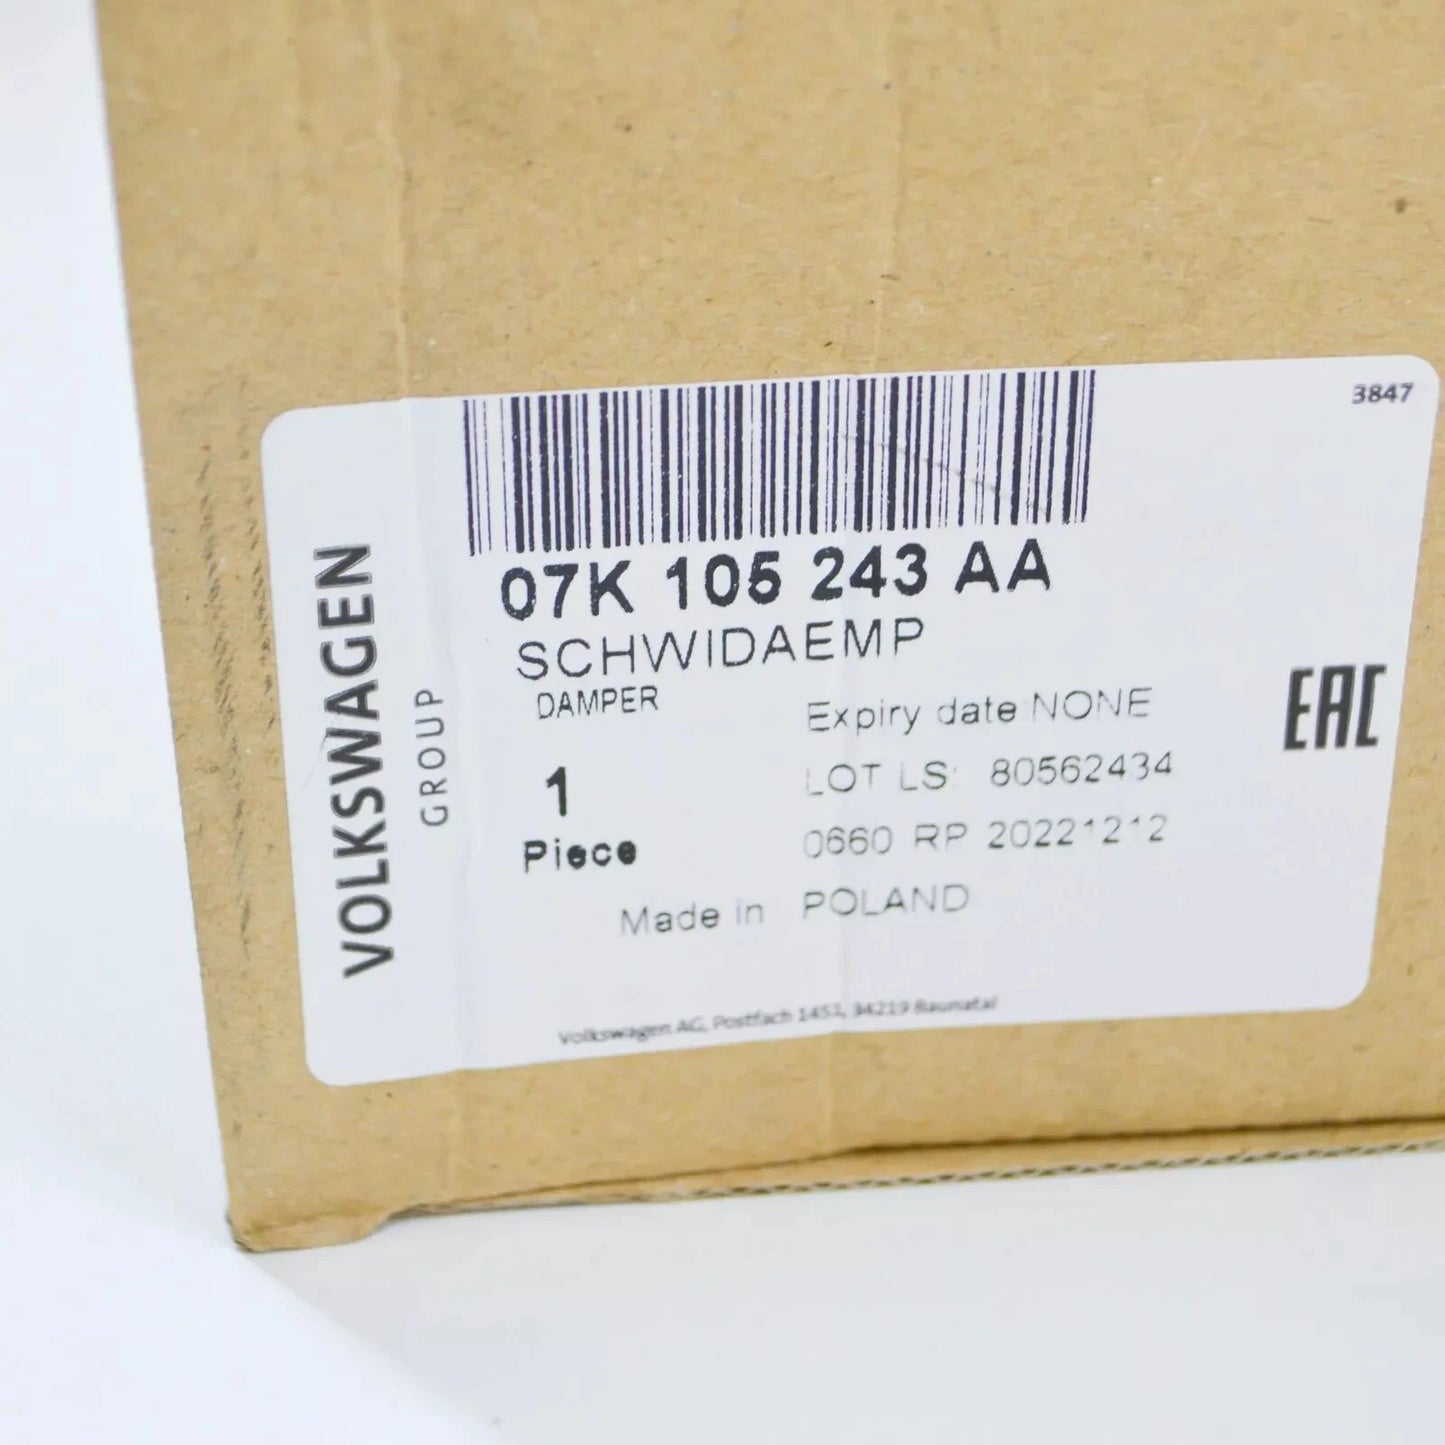 3847
07K 105 243 AA
SCHWIDAEMP
DAMPER
Expiry date NONE
1
LOT LS: 80562434
Piece
0660 RP 20221212
Made in POLAND
Volkswagen AG, Postfach 1453, 34219 Baunatal
VOLKSWAGEN
GROUP
EAC